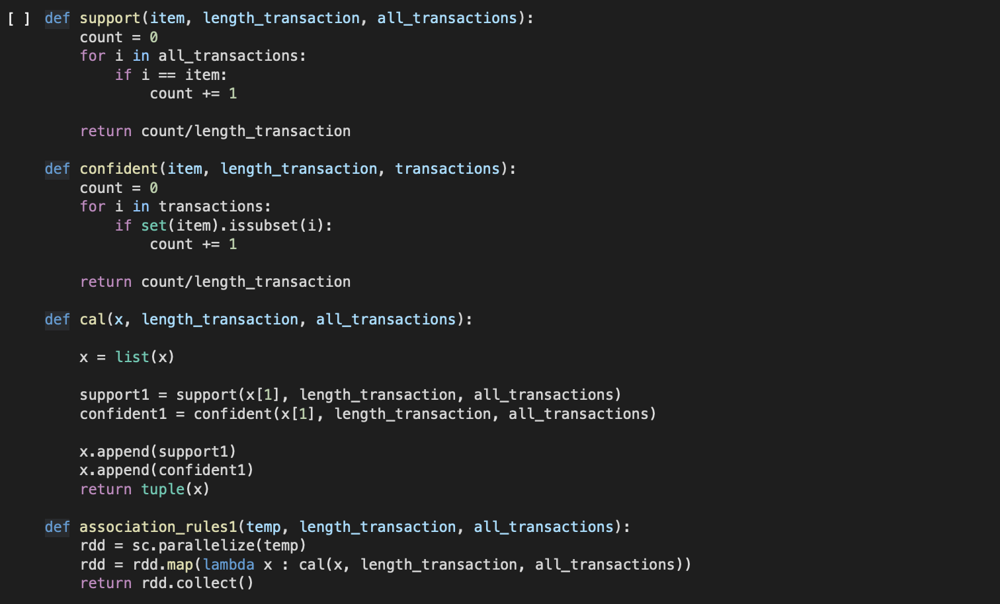 [ ] def support(item, length_transaction, all_transactions):
    count = 0
    for i in all_transactions:
        if i == item:
            count += 1

    return count/length_transaction

def confident(item, length_transaction, transactions):
    count = 0
    for i in transactions:
        if set(item).issubset(i):
            count += 1

    return count/length_transaction

def cal(x, length_transaction, all_transactions):

    x = list(x)

    support1 = support(x[1], length_transaction, all_transactions)
    confident1 = confident(x[1], length_transaction, all_transactions)

    x.append(support1)
    x.append(confident1)
    return tuple(x)

def association_rules1(temp, length_transaction, all_transactions):
    rdd = sc.parallelize(temp)
    rdd = rdd.map(lambda x : cal(x, length_transaction, all_transactions))
    return rdd.collect()